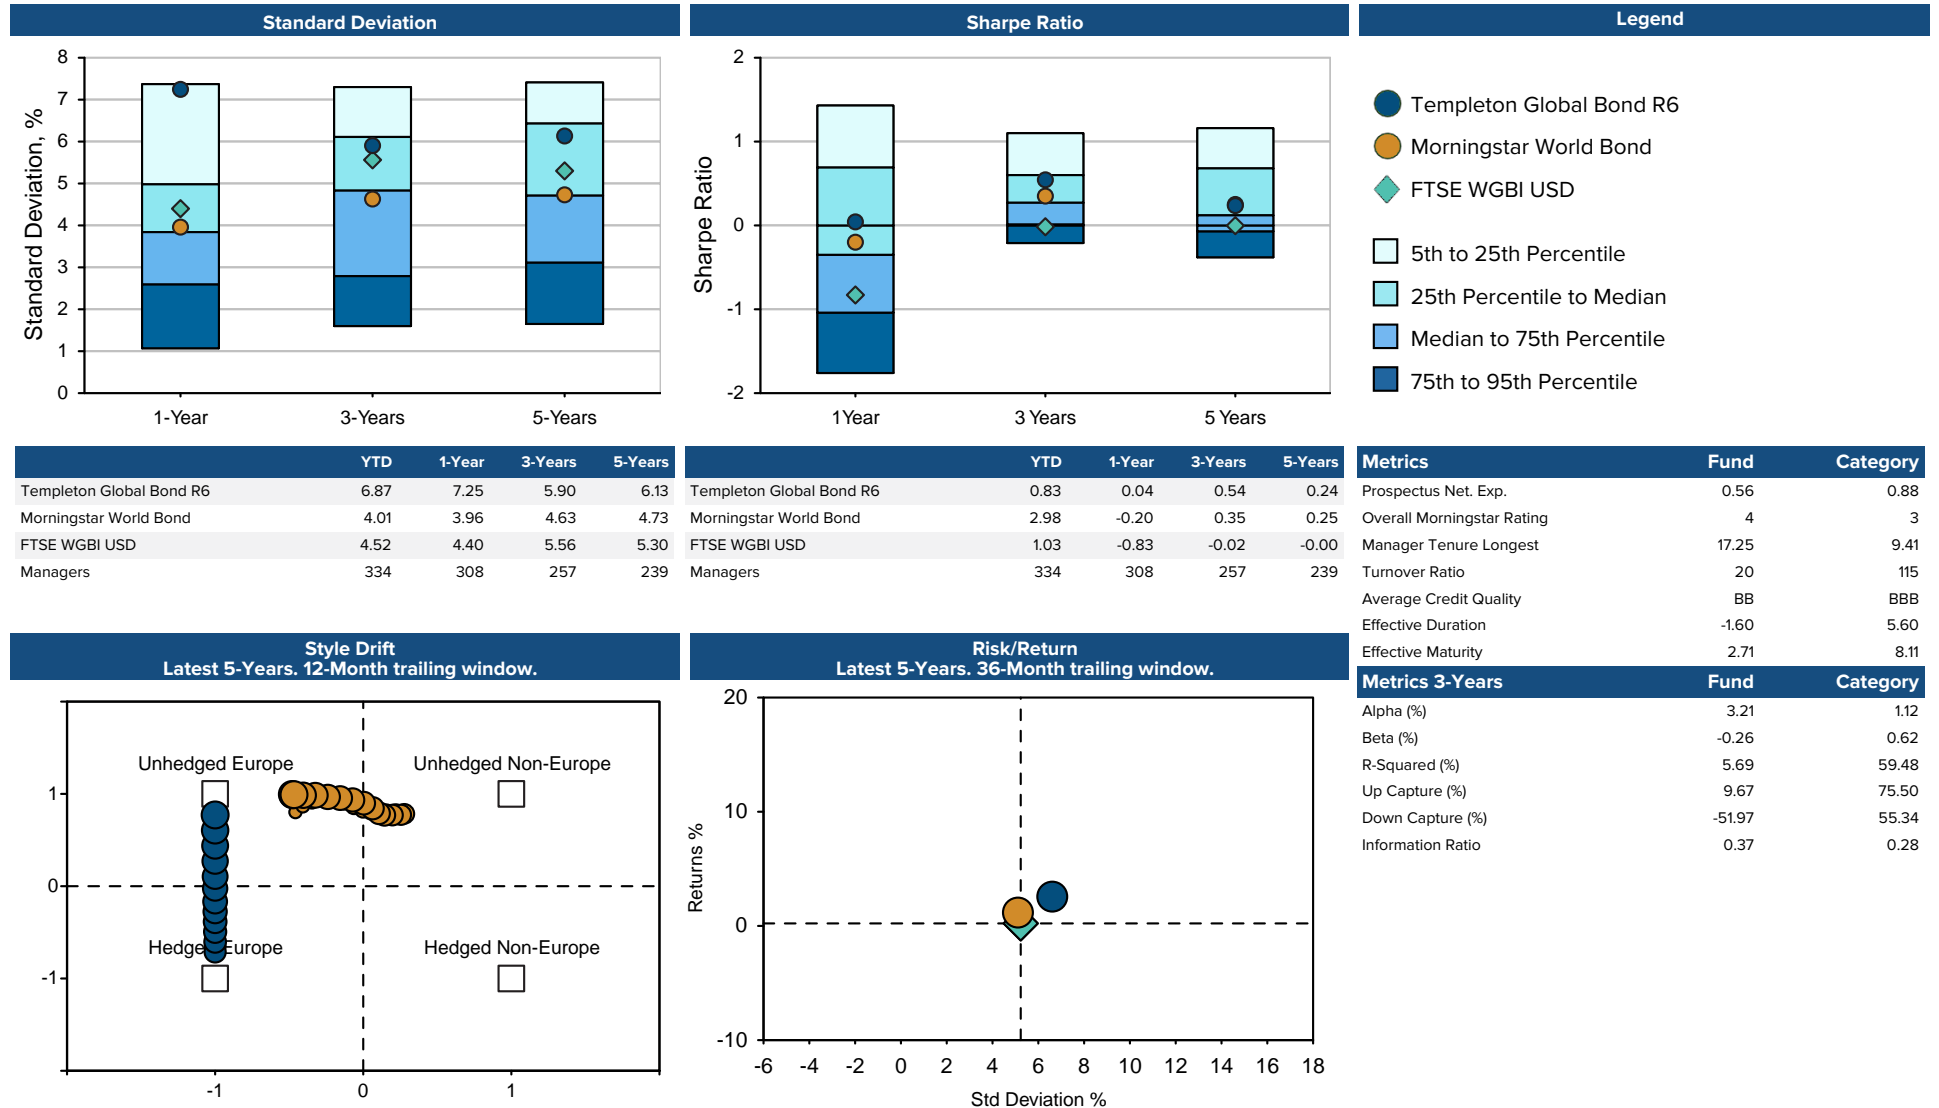 Standard Deviation
8
7
6
5
4
3
2
1
0
Standard Deviation, %
1-Year 3-Years 5-Years
Sharpe Ratio
2
1
0
-1
-2
Sharpe Ratio
1Year 3 Years 5 Years
Legend
Templeton Global Bond R6
Morningstar World Bond
FTSE WGBI USD
5th to 25th Percentile
25th Percentile to Median
Median to 75th Percentile
75th to 95th Percentile
YTD 1-Year 3-Years 5-Years
Templeton Global Bond R6 6.87 7.25 5.90 6.13
Morningstar World Bond 4.01 3.96 4.63 4.73
FTSE WGBI USD 4.52 4.40 5.56 5.30
Managers 334 308 257 239
YTD 1-Year 3-Years 5-Years
Templeton Global Bond R6 0.83 0.04 0.54 0.24
Morningstar World Bond 2.98 -0.20 0.35 0.25
FTSE WGBI USD 1.03 -0.83 -0.02 -0.00
Managers 334 308 257 239
Metrics Fund Category
Prospectus Net. Exp. 0.56 0.88
Overall Morningstar Rating 4 3
Manager Tenure Longest 17.25 9.41
Turnover Ratio 20 115
Average Credit Quality BB BBB
Effective Duration -1.60 5.60
Effective Maturity 2.71 8.11
Metrics 3-Years Fund Category
Alpha (%) 3.21 1.12
Beta (%) -0.26 0.62
R-Squared (%) 5.69 59.48
Up Capture (%) 9.67 75.50
Down Capture (%) -51.97 55.34
Information Ratio 0.37 0.28
Style Drift
Latest 5-Years. 12-Month trailing window.
Unhedged Europe Unhedged Non-Europe
1
0
Hedged Europe Hedged Non-Europe
-1
-1 0 1
Risk/Return
Latest 5-Years. 36-Month trailing window.
20
10
0
-10
Returns %
-6 -4 -2 0 2 4 6 8 10 12 14 16 18
Std Deviation %